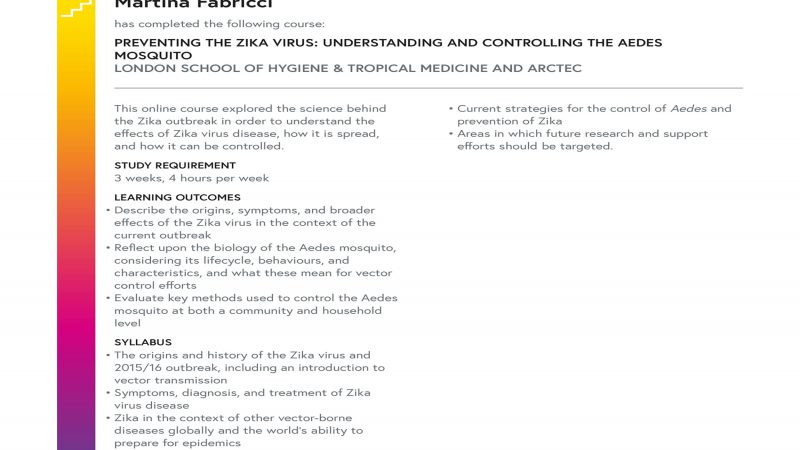 Martina Fabricci
has completed the following course:
PREVENTING THE ZIKA VIRUS: UNDERSTANDING AND CONTROLLING THE AEDES
MOSQUITO
LONDON SCHOOL OF HYGIENE & TROPICAL MEDICINE AND ARCTEC
This online course explored the science behind
the Zika outbreak in order to understand the
effects of Zika virus disease, how it is spread,
and how it can be controlled.
STUDY REQUIREMENT
3 weeks, 4 hours per week
LEARNING OUTCOMES
• Describe the origins, symptoms, and broader
effects of the Zika virus in the context of the
current outbreak
• Reflect upon the biology of the Aedes mosquito,
considering its lifecycle, behaviours, and
characteristics, and what these mean for vector
control efforts
• Evaluate key methods used to control the Aedes
mosquito at both a community and household
level
SYLLABUS
• The origins and history of the Zika virus and
2015/16 outbreak, including an introduction to
vector transmission
• Symptoms, diagnosis, and treatment of Zika
virus disease
• Zika in the context of other vector-borne
diseases globally and the world's ability to
prepare for epidemics
• Current strategies for the control of Aedes and
prevention of Zika
• Areas in which future research and support
efforts should be targeted.